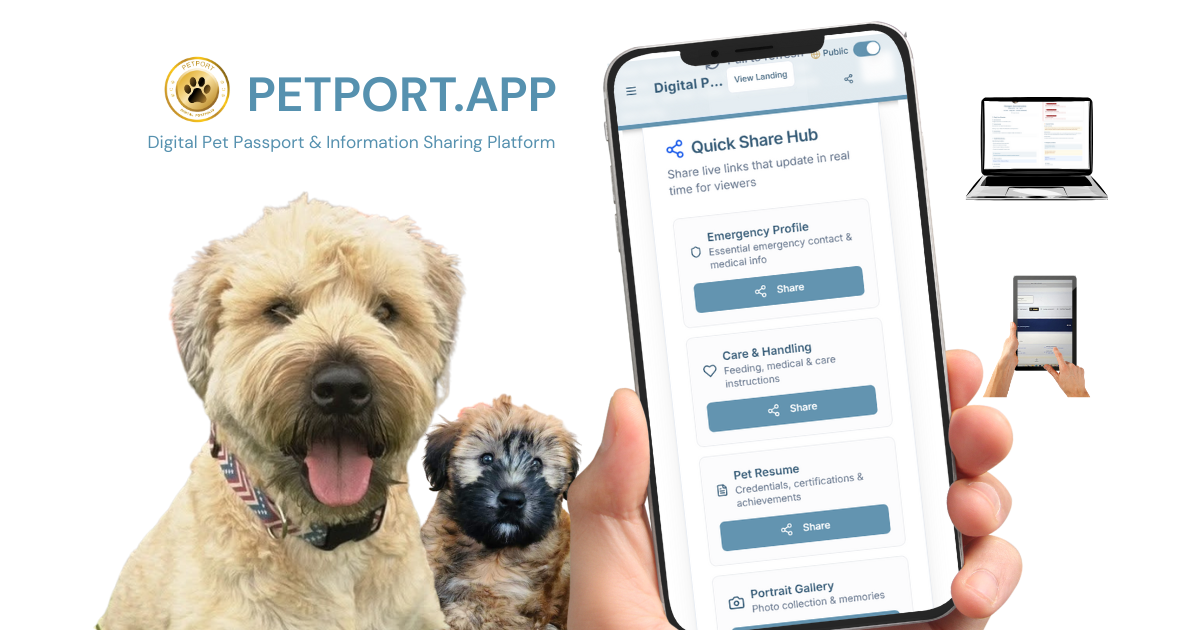 PETPORT
PETPORT.APP
Digital Pet Passport & Information Sharing Platform
Public
Digital P...
View Landing
Quick Share Hub
Share live links that update in real
time for viewers
Emergency Profile
Essential emergency contact &
medical info
Share
Care & Handling
Feeding, medical & care
instructions
Share
Pet Resume
Credentials, certifications &
achievements
Share
Portrait Gallery
Photo collection & memories